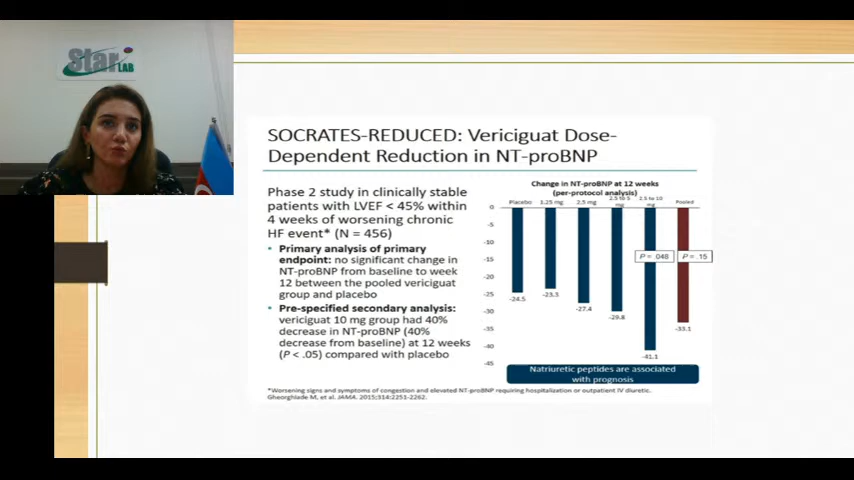 Star
LAB
SOCRATES-REDUCED: Vericiguat Dose-
Dependent Reduction in NT-proBNP
Phase 2 study in clinically stable
patients with LVEF < 45% within
4 weeks of worsening chronic
HF event* (N = 456)
• Primary analysis of primary
endpoint: no significant change in
NT-proBNP from baseline to week
12 between the pooled vericiguat
group and placebo
• Pre-specified secondary analysis:
vericiguat 10 mg group had 40%
decrease in NT-proBNP (40%
decrease from baseline) at 12 weeks
(P < .05) compared with placebo
Change in NT-proBNP at 12 weeks
(per-protocol analysis)
Placebo 1.25 mg 2.5 mg 2.5 to 5 mg 2.5 to 10 mg Pooled
0
-5
-10
-15
-20
-25
-30
-35
-40
-45
P = .048 P = .15
-24.5 -23.3 -27.4 -29.8 -41.1 -33.1
Natriuretic peptides are associated
with prognosis
*Worsening signs and symptoms of congestion and elevated NT-proBNP requiring hospitalization or outpatient IV diuretic.
Gheorghiade M, et al. JAMA. 2015;314:2251-2262.